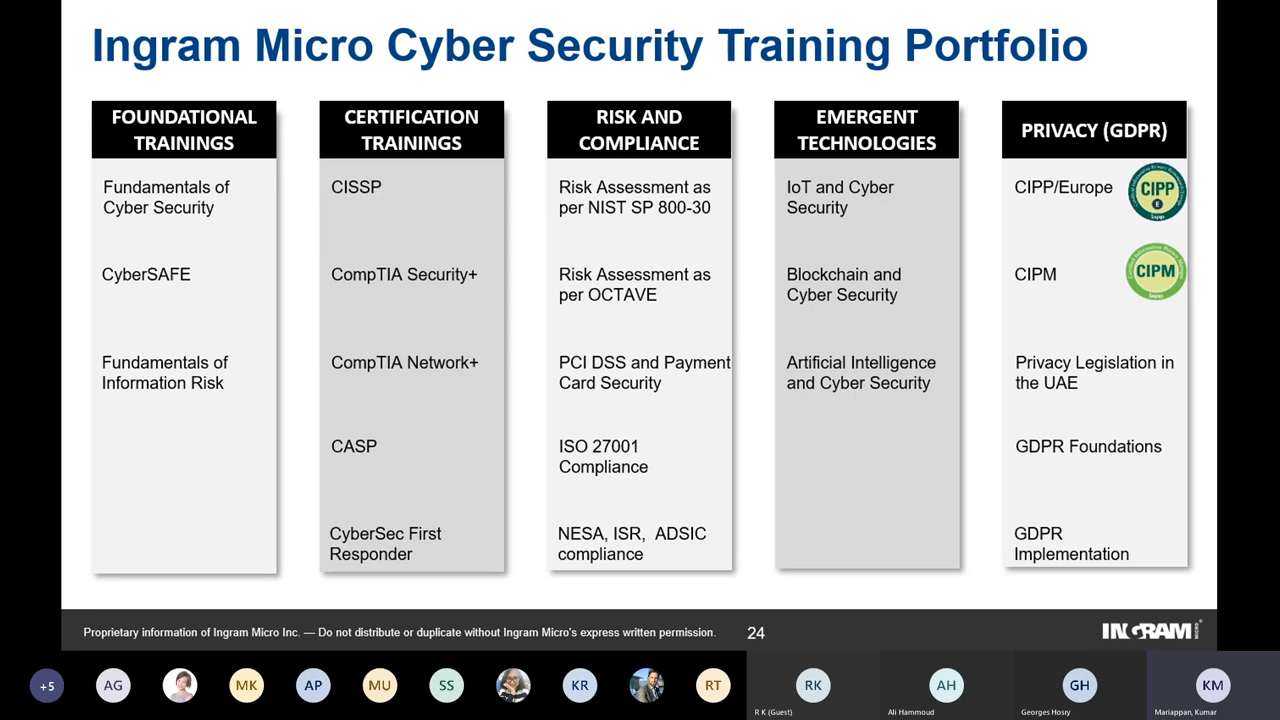 Ingram Micro Cyber Security Training Portfolio
FOUNDATIONAL
TRAININGS
Fundamentals of
Cyber Security
CyberSAFE
Fundamentals of
Information Risk
CERTIFICATION
TRAININGS
CISSP
CompTIA Security+
CompTIA Network+
CASP
CyberSec First
Responder
RISK AND
COMPLIANCE
Risk Assessment as
per NIST SP 800-30
Risk Assessment as
per OCTAVE
PCI DSS and Payment
Card Security
ISO 27001
Compliance
NESA, ISR, ADSIC
compliance
EMERGENT
TECHNOLOGIES
IoT and Cyber
Security
Blockchain and
Cyber Security
Artificial Intelligence
and Cyber Security
PRIVACY (GDPR)
CIPP/Europe
CIPP
E
CIPM
CIPM
Privacy Legislation in
the UAE
GDPR Foundations
GDPR
Implementation
Proprietary information of Ingram Micro Inc. — Do not distribute or duplicate without Ingram Micro's express written permission.
24
INGRAM MICRO
+5
AG
MK
AP
MU
SS
KR
RT
RK
AH
GH
KM
R K (Guest)
Ali Hammoud
Georges Hosry
Mariappan, Kumar